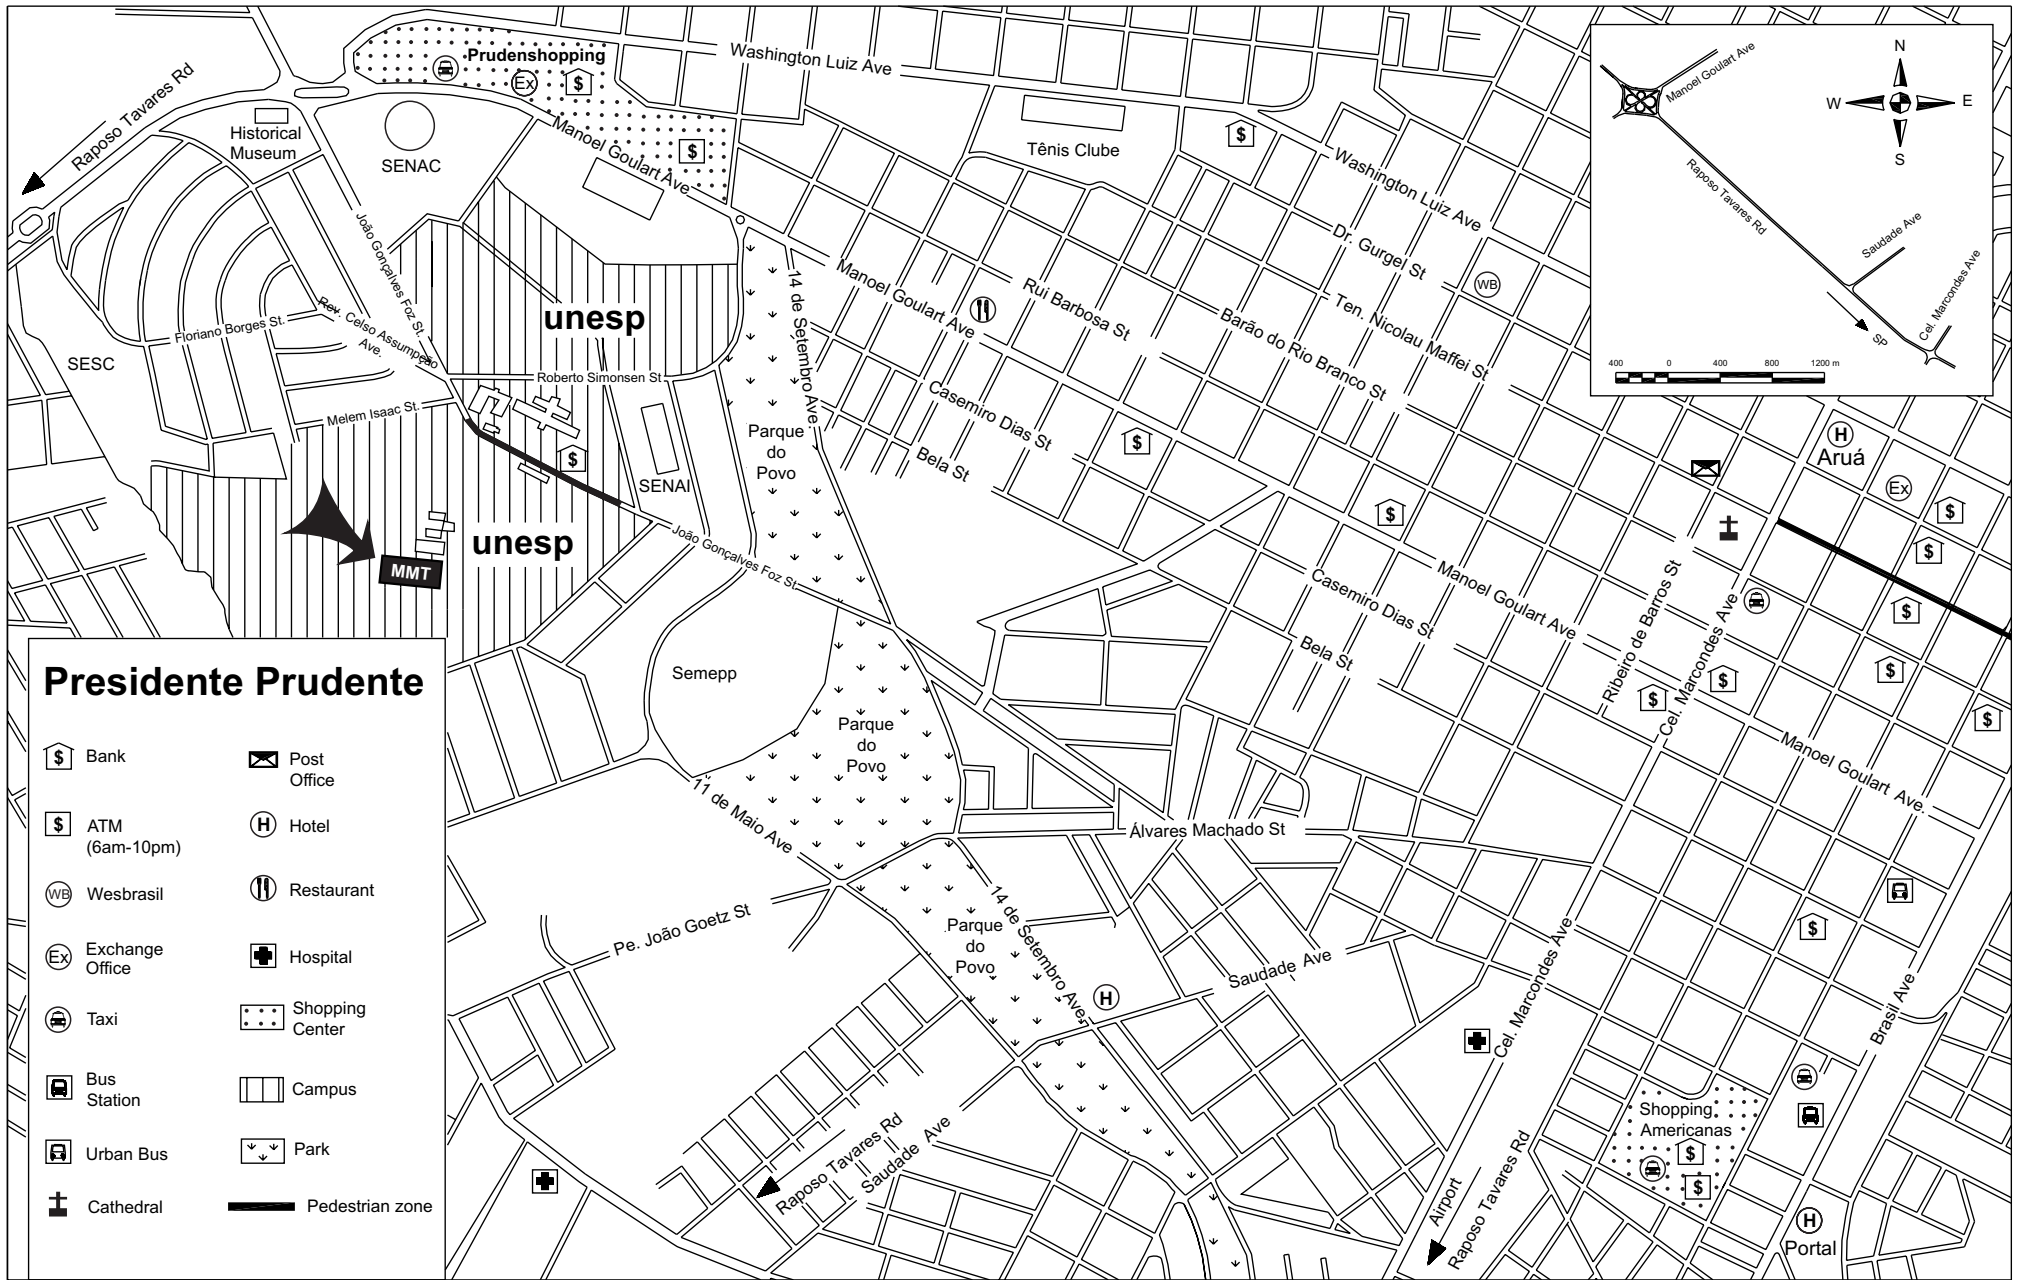 Prudenshopping
Ex
$
$
Washington Luiz Ave
Raposo Tavares Rd
Historical
Museum
SENAC
Manoel Goulart Ave
Tênis Clube
$
Washington Luiz Ave
João Gonçalves Foz St.
Dr. Gurgel St
WB
14 de Setembro Ave
Manoel Goulart Ave
Rui Barbosa St
Barão do Rio Branco St
Ten. Nicolau Maffei St
unesp
Floriano Borges St.
Rev. Celso Assumpção
Ave.
SESC
Roberto Simonsen St
Melem Isaac St.
Casemiro Dias St
Bela St
Parque
do
Povo
$
$
SENAI
unesp
MMT
João Gonçalves Foz St
H
Aruá
Ex
$
$
$
$
$
$
$
$
Manoel Goulart Ave
Casemiro Dias St
Bela St
Ribeiro de Barros St
Cel. Marcondes Ave
Manoel Goulart Ave.
Semepp
Parque
do
Povo
11 de Maio Ave
Álvares Machado St
Pe. João Goetz St
14 de Setembro Ave
Parque
do
Povo
Saudade Ave
H
$
Cel. Marcondes Ave
Brasil Ave
Raposo Tavares Rd
Saudade Ave
Airport
Raposo Tavares Rd
Shopping
Americanas
$
$
H
Portal
Manoel Goulart Ave
N
W
E
S
Raposo Tavares Rd
Saudade Ave
Cel. Marcondes Ave
SP
400 0 400 800 1200 m
Presidente Prudente
$ Bank
Post
Office
$ ATM
(6am-10pm)
H Hotel
WB Wesbrasil
Restaurant
Ex Exchange
Office
Hospital
Taxi
Shopping
Center
Bus
Station
Campus
Urban Bus
Park
Cathedral
Pedestrian zone